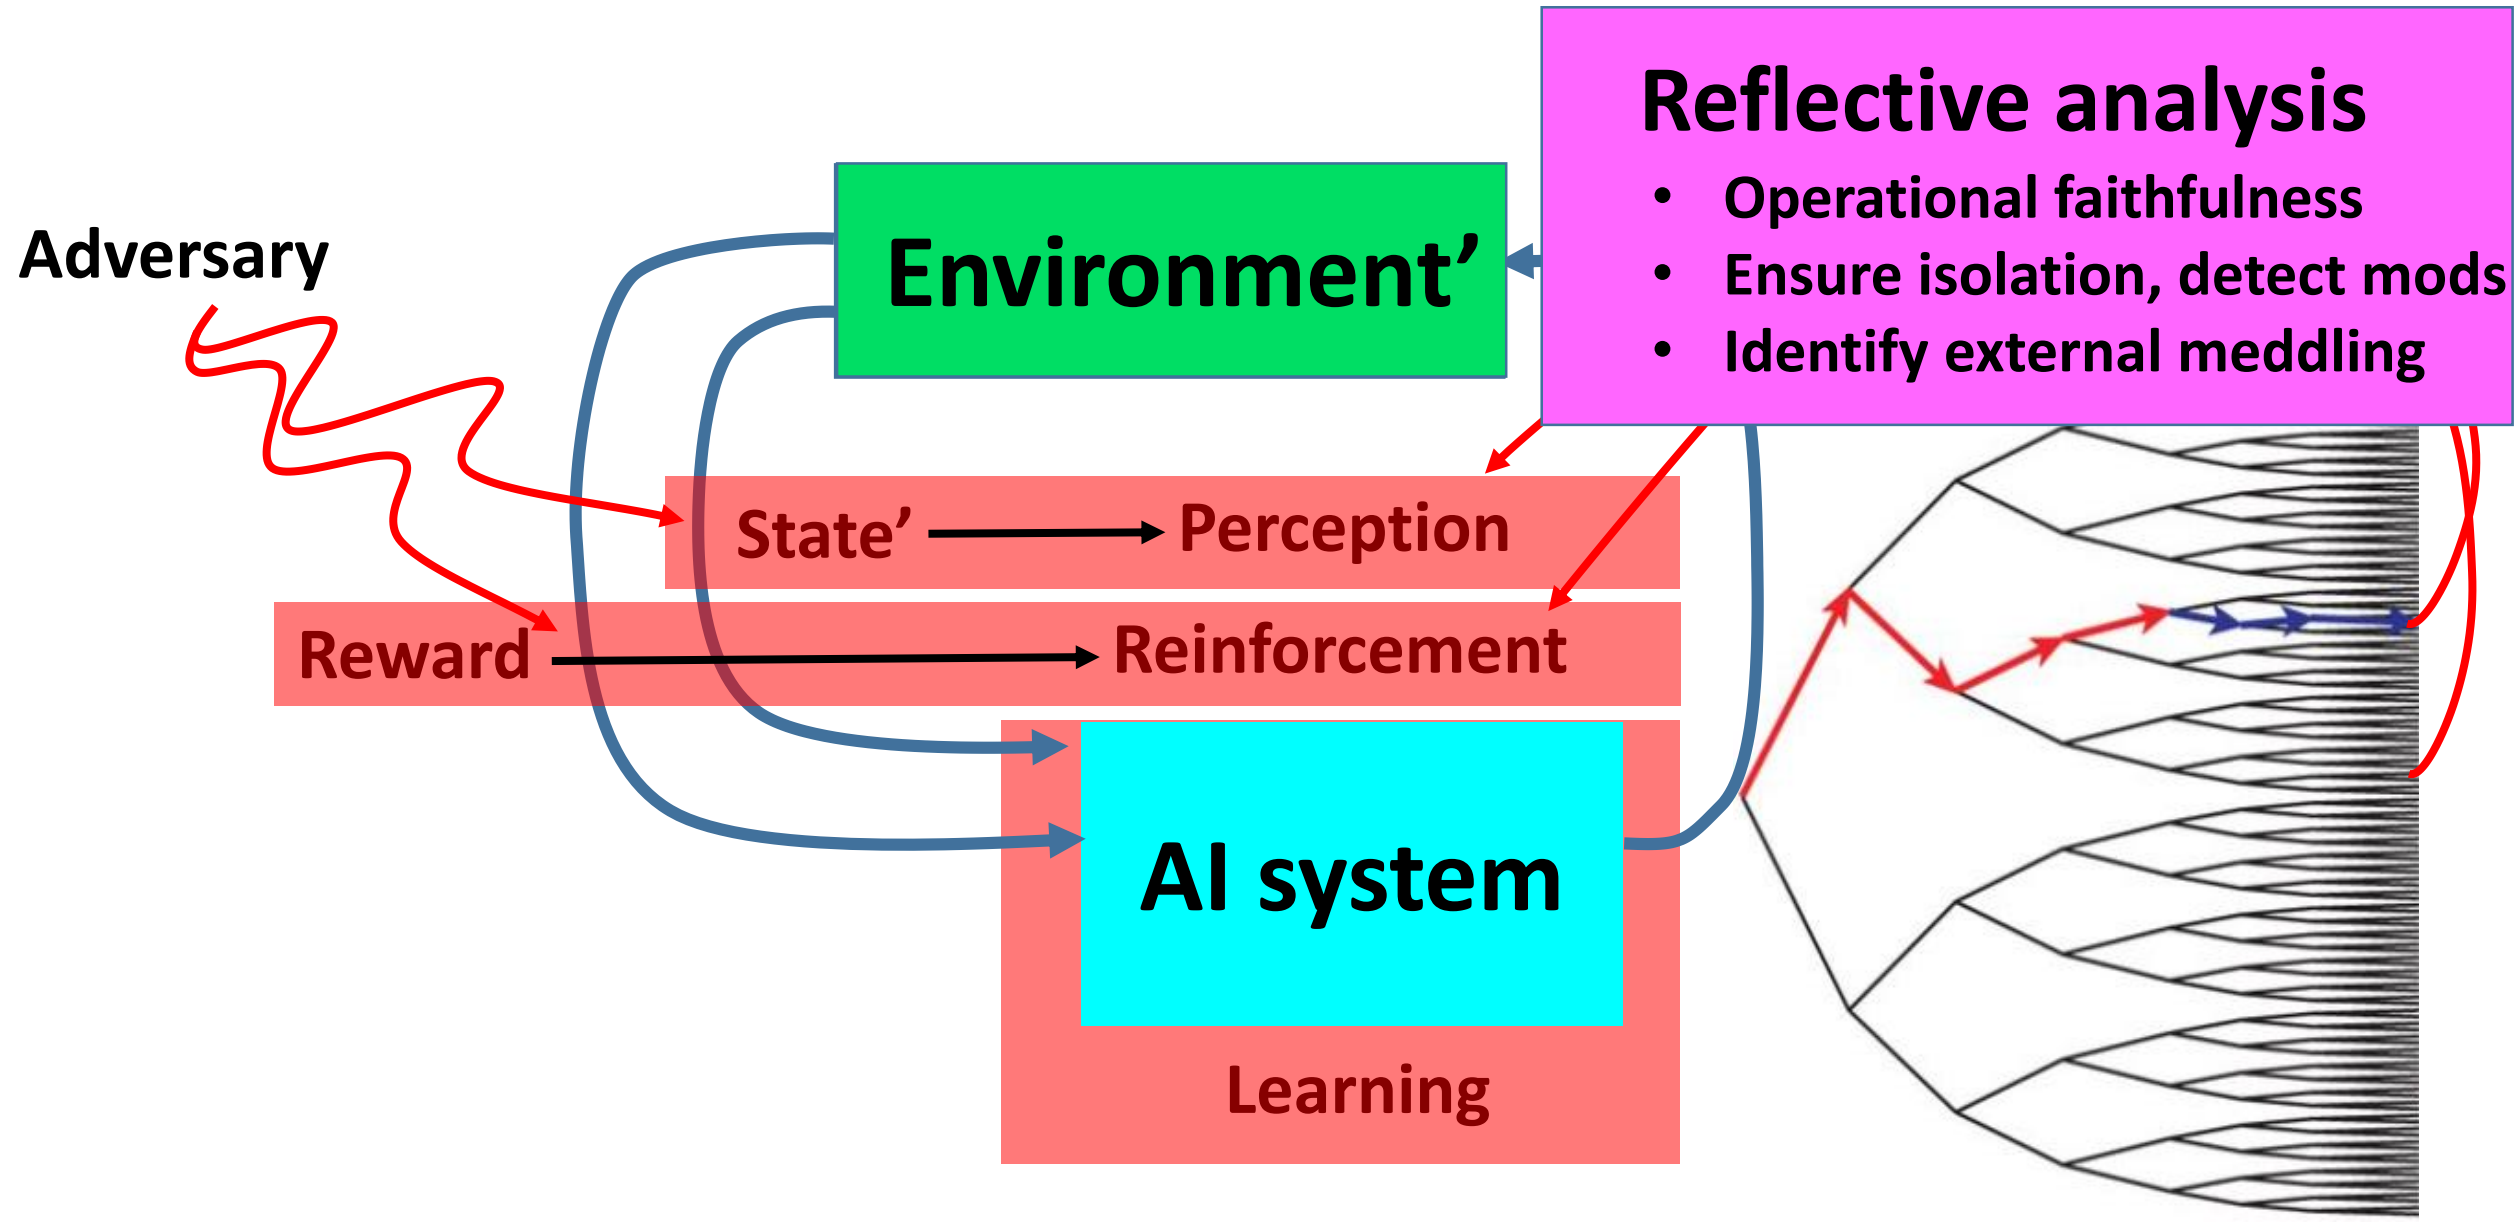 Reflective analysis
• Operational faithfulness
• Ensure isolation, detect mods
• Identify external meddling
Adversary
Environment’
State’
Perception
Reward
Reinforcement
AI system
Learning